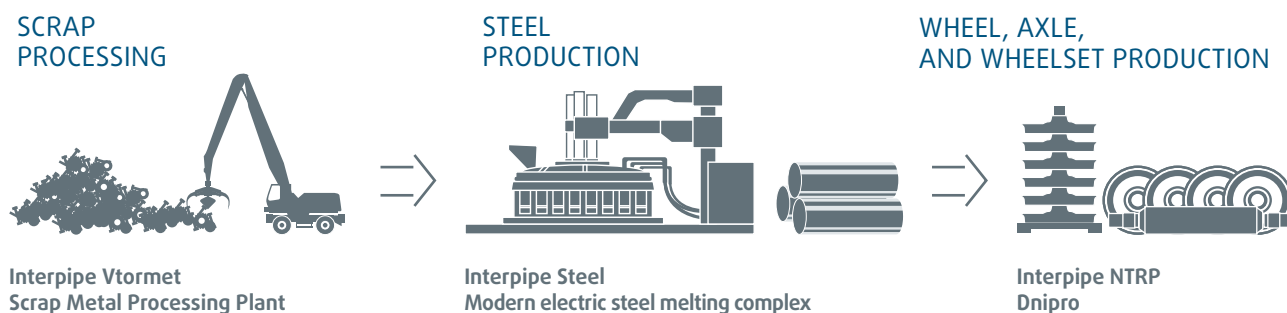 SCRAP
PROCESSING
STEEL
PRODUCTION
WHEEL, AXLE,
AND WHEELSET PRODUCTION
Interpipe Vtormet
Scrap Metal Processing Plant
Interpipe Steel
Modern electric steel melting complex
Interpipe NTRP
Dnipro